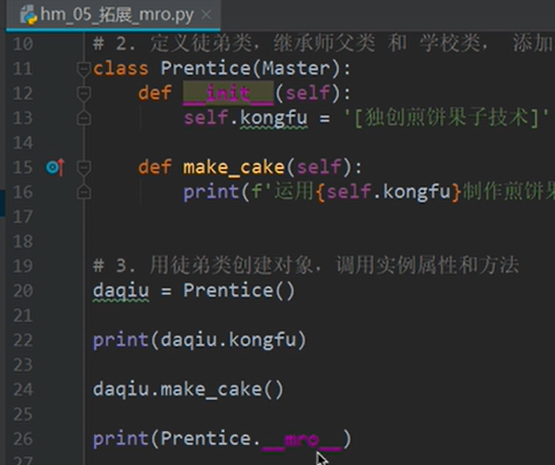 hm_05_拓展_mro.py
10 # 2. 定义徒弟类，继承师父类 和 学校类， 添加
11 class Prentice(Master):
12 def __init__(self):
13 self.kongfu = '[独创煎饼果子技术]'
14
15 def make_cake(self):
16 print(f'运用{self.kongfu}制作煎饼果
17
18
19 # 3. 用徒弟类创建对象，调用实例属性和方法
20 daqiu = Prentice()
21
22 print(daqiu.kongfu)
23
24 daqiu.make_cake()
25
26 print(Prentice.__mro__)
27